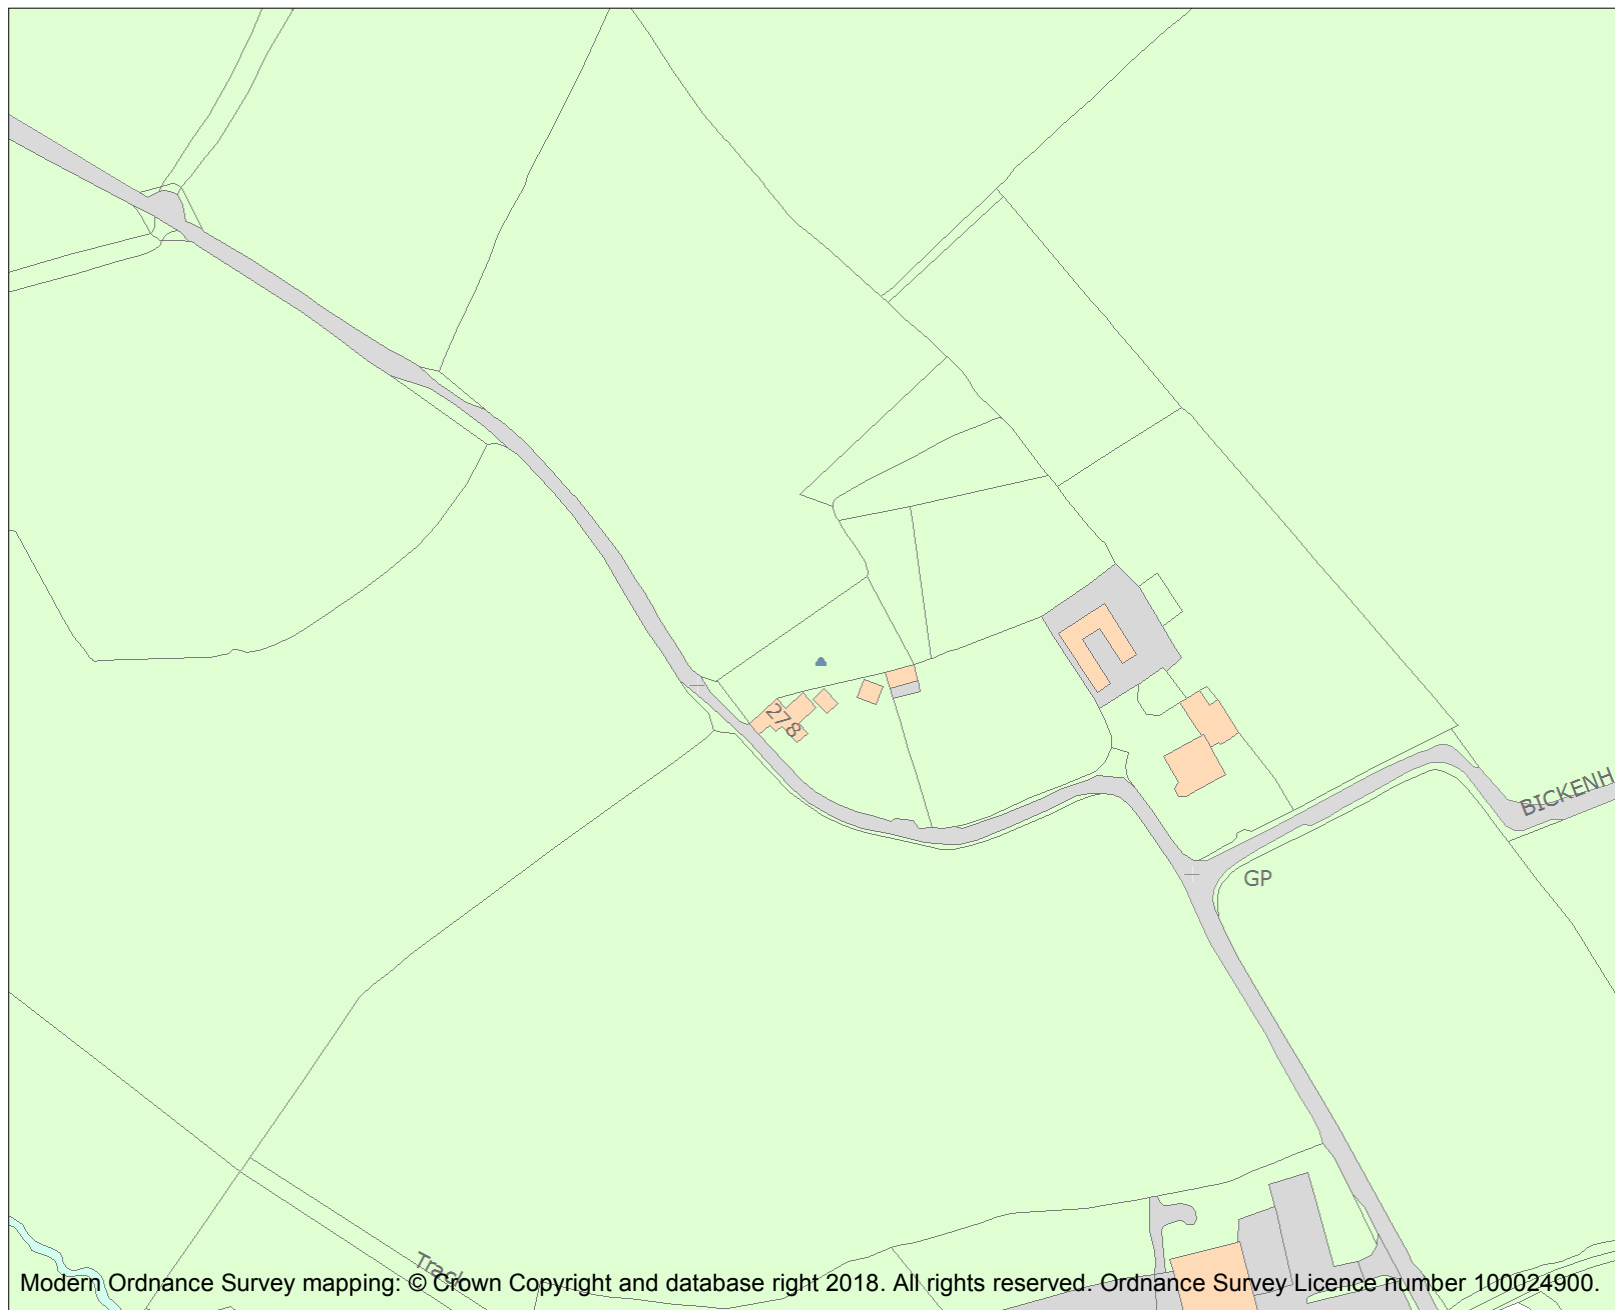 278
BICKENH
GP
Track
Modern Ordnance Survey mapping: © Crown Copyright and database right 2018. All rights reserved. Ordnance Survey Licence number 100024900.